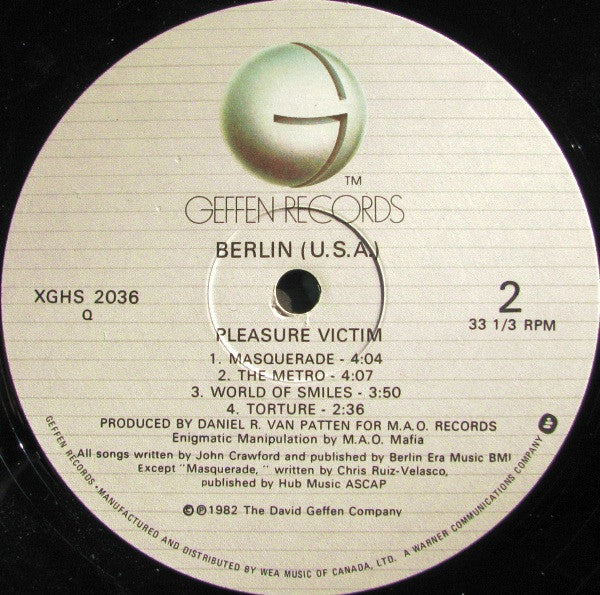 TM
GEFFEN RECORDS
BERLIN (U.S.A.)
XGHS 2036
Q
2
33 1/3 RPM
PLEASURE VICTIM
1. MASQUERADE - 4:04
2. THE METRO - 4:07
3. WORLD OF SMILES - 3:50
4. TORTURE - 2:36
PRODUCED BY DANIEL R. VAN PATTEN FOR M.A.O. RECORDS
Enigmatic Manipulation by M.A.O. Mafia
All songs written by John Crawford and published by Berlin Era Music BMI
Except "Masquerade, " written by Chris Ruiz-Velasco,
published by Hub Music ASCAP
©℗1982 The David Geffen Company
GEFFEN RECORDS • MANUFACTURED AND DISTRIBUTED BY WEA MUSIC OF CANADA, LTD. A WARNER COMMUNICATIONS COMPANY